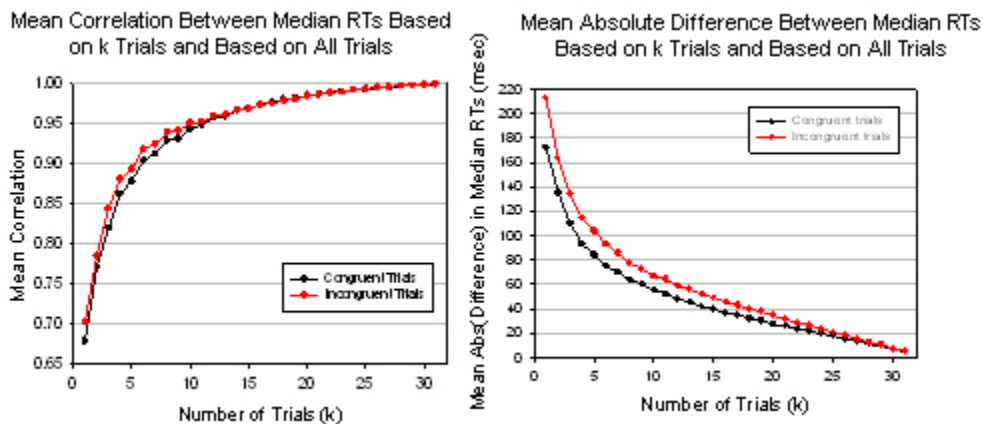 Mean Correlation Between Median RTs Based
on k Trials and Based on All Trials
Mean Correlation
1.00
0.95
0.90
0.85
0.80
0.75
0.70
0.65
0 5 10 15 20 25 30
Number of Trials (k)
Congruent Trials
Incongruent Trials
Mean Absolute Difference Between Median RTs
Based on k Trials and Based on All Trials
Mean Abs(Difference) in Median RTs (msec)
220
200
180
160
140
120
100
80
60
40
20
0
0 5 10 15 20 25 30
Number of Trials (k)
Congruent trials
Incongruent trials